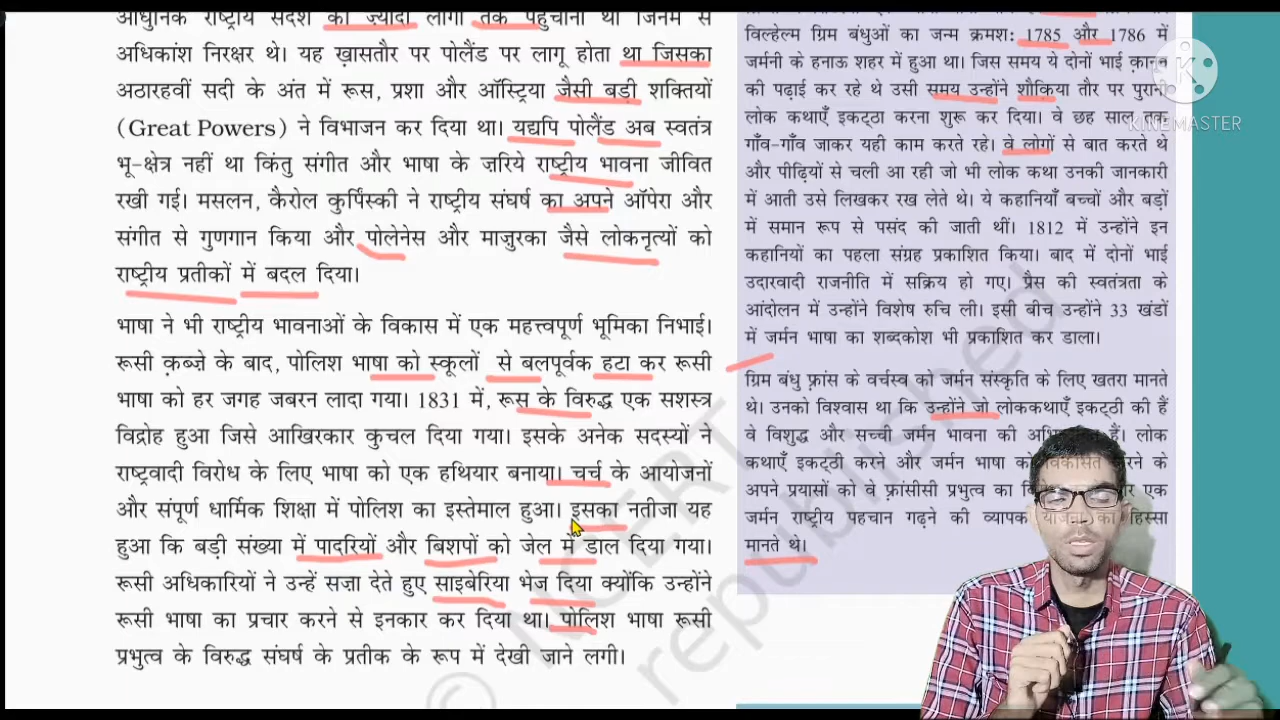 आधुनिक राष्ट्रीय संदेश को ज़्यादा लोगों तक पहुँचाना था जिनमें से
अधिकांश निरक्षर थे। यह ख़ासतौर पर पोलैंड पर लागू होता था जिसका
अठारहवीं सदी के अंत में रूस, प्रशा और ऑस्ट्रिया जैसी बड़ी शक्तियों
(Great Powers) ने विभाजन कर दिया था। यद्यपि पोलैंड अब स्वतंत्र
भू-क्षेत्र नहीं था किंतु संगीत और भाषा के ज़रिये राष्ट्रीय भावना जीवित
रखी गई। मसलन, कैरोल कुर्पिंस्की ने राष्ट्रीय संघर्ष का अपने ऑपेरा और
संगीत से गुणगान किया और पोलेनेस और माज़ुरका जैसे लोकनृत्यों को
राष्ट्रीय प्रतीकों में बदल दिया।
भाषा ने भी राष्ट्रीय भावनाओं के विकास में एक महत्त्वपूर्ण भूमिका निभाई।
रूसी क़ब्ज़े के बाद, पोलिश भाषा को स्कूलों से बलपूर्वक हटा कर रूसी
भाषा को हर जगह जबरन लादा गया। 1831 में, रूस के विरुद्ध एक सशस्त्र
विद्रोह हुआ जिसे आखिरकार कुचल दिया गया। इसके अनेक सदस्यों ने
राष्ट्रवादी विरोध के लिए भाषा को एक हथियार बनाया। चर्च के आयोजनों
और संपूर्ण धार्मिक शिक्षा में पोलिश का इस्तेमाल हुआ। इसका नतीजा यह
हुआ कि बड़ी संख्या में पादरियों और बिशपों को जेल में डाल दिया गया।
रूसी अधिकारियों ने उन्हें सज़ा देते हुए साइबेरिया भेज दिया क्योंकि उन्होंने
रूसी भाषा का प्रचार करने से इनकार कर दिया था। पोलिश भाषा रूसी
प्रभुत्व के विरुद्ध संघर्ष के प्रतीक के रूप में देखी जाने लगी।
विल्हेल्म ग्रिम बंधुओं का जन्म क्रमश: 1785 और 1786 में
जर्मनी के हनाऊ शहर में हुआ था। जिस समय ये दोनों भाई क़ानून
की पढ़ाई कर रहे थे उसी समय उन्होंने शौकिया तौर पर पुरानी
लोक कथाएँ इकट्ठा करना शुरू कर दिया। वे छह साल तक
गाँव-गाँव जाकर यही काम करते रहे। वे लोगों से बात करते थे
और पीढ़ियों से चली आ रही जो भी लोक कथा उनकी जानकारी
में आती उसे लिखकर रख लेते थे। ये कहानियाँ बच्चों और बड़ों
में समान रूप से पसंद की जाती थीं। 1812 में उन्होंने इन
कहानियों का पहला संग्रह प्रकाशित किया। बाद में दोनों भाई
उदारवादी राजनीति में सक्रिय हो गए। प्रैस की स्वतंत्रता के
आंदोलन में उन्होंने विशेष रुचि ली। इसी बीच उन्होंने 33 खंडों
में जर्मन भाषा का शब्दकोश भी प्रकाशित कर डाला।
ग्रिम बंधु फ़्रांस के वर्चस्व को जर्मन संस्कृति के लिए खतरा मानते
थे। उनको विश्वास था कि उन्होंने जो लोककथाएँ इकट्ठी की हैं
वे विशुद्ध और सच्ची जर्मन भावना की हैं। लोक
कथाएँ इकट्ठी करने और जर्मन भाषा को विकसित करने के
अपने प्रयासों को वे फ़्रांसीसी प्रभुत्व का एक
जर्मन राष्ट्रीय पहचान गढ़ने की व्यापक योजना का हिस्सा
मानते थे।
KINEMASTER
© NCERT
republished